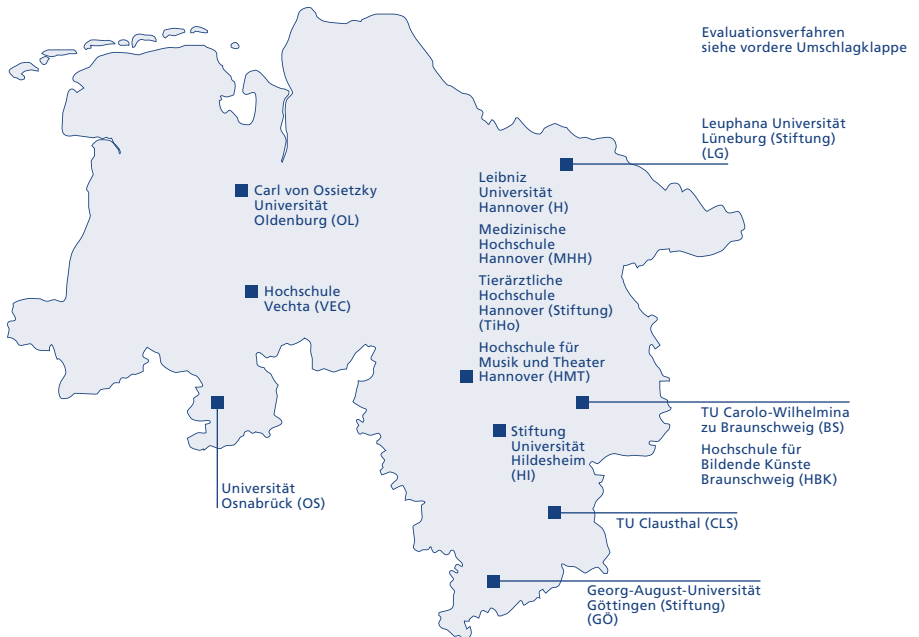 Evaluationsverfahren
siehe vordere Umschlagklappe
Leuphana Universität
Lüneburg (Stiftung)
(LG)
Leibniz
Universität
Hannover (H)
Medizinische
Hochschule
Hannover (MHH)
Tierärztliche
Hochschule
Hannover (Stiftung)
(TiHo)
Hochschule für
Musik und Theater
Hannover (HMT)
Carl von Ossietzky
Universität
Oldenburg (OL)
Hochschule
Vechta (VEC)
TU Carolo-Wilhelmina
zu Braunschweig (BS)
Hochschule für
Bildende Künste
Braunschweig (HBK)
Stiftung
Universität
Hildesheim
(HI)
Universität
Osnabrück (OS)
TU Clausthal (CLS)
Georg-August-Universität
Göttingen (Stiftung)
(GÖ)